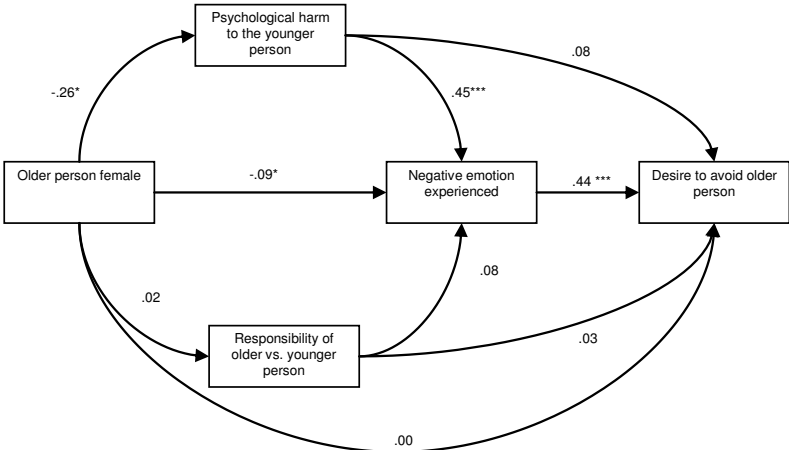 Psychological harm
to the younger
person
.08
-.26*
.45***
Older person female
-.09*
Negative emotion
experienced
.44 ***
Desire to avoid older
person
.02
.08
Responsibility of
older vs. younger
person
.03
.00